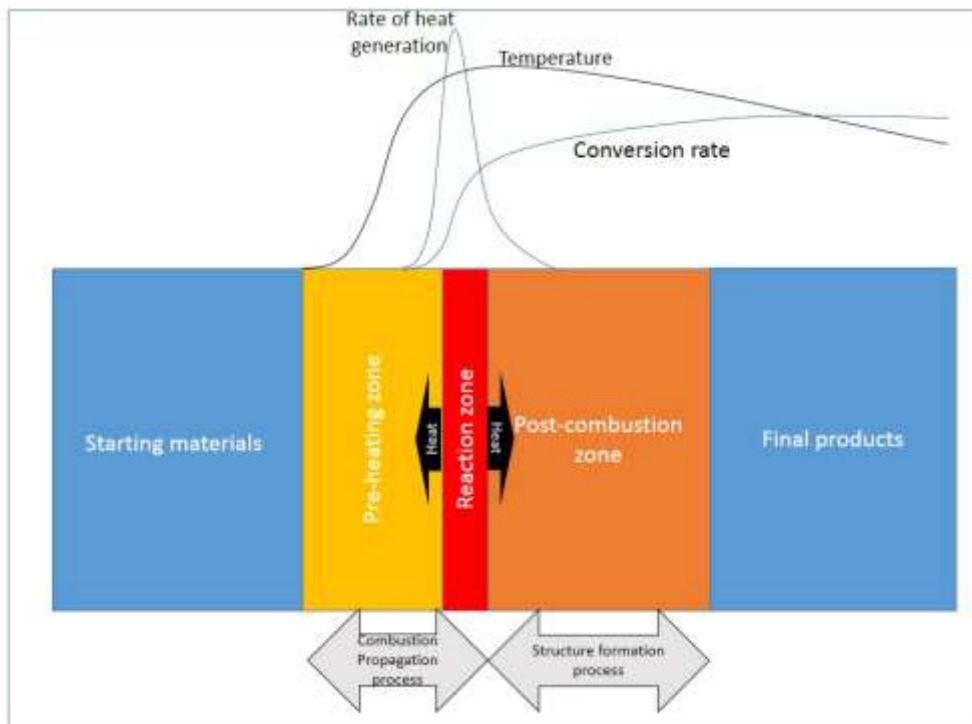 Rate of heat
generation
Temperature
Conversion rate
Starting materials
Pre-heating zone
Heat
Reaction zone
Heat
Post-combustion
zone
Final products
Combustion
Propagation
process
Structure formation
process